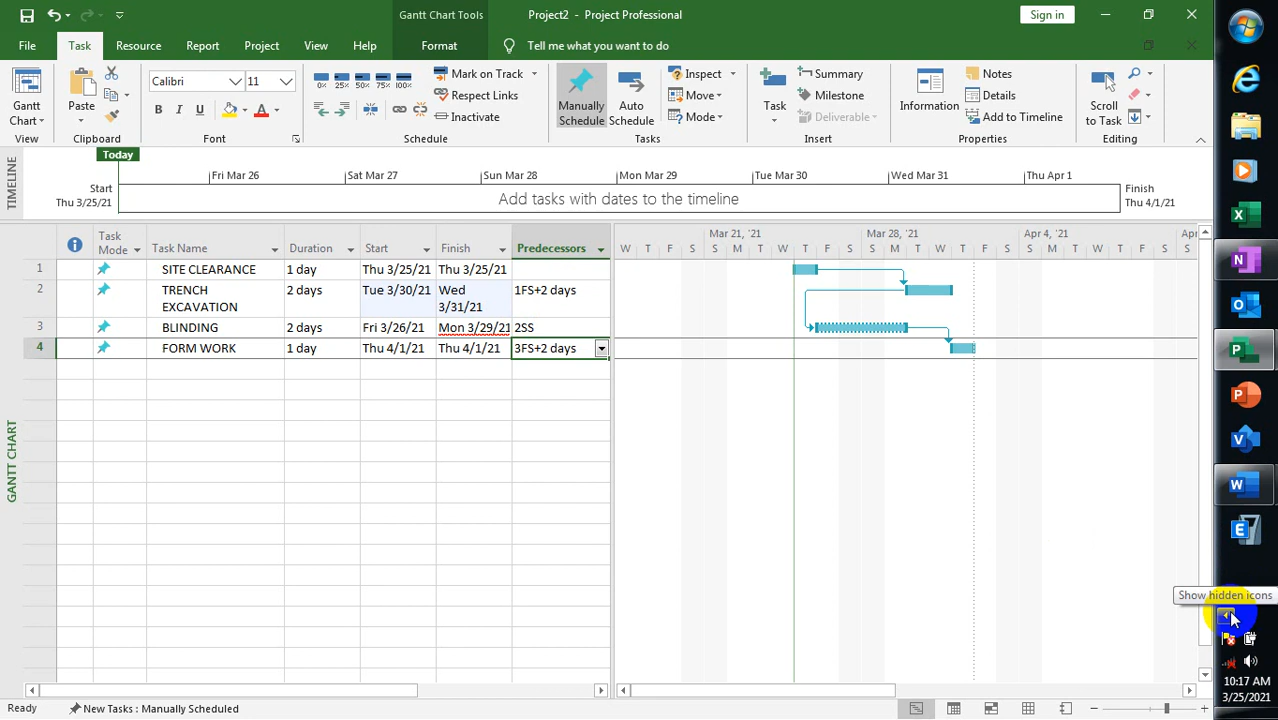 Gantt Chart Tools
Project2 - Project Professional
Sign in
File
Task
Resource
Report
Project
View
Help
Format
Tell me what you want to do
Gantt
Chart
View
Paste
Clipboard
Calibri
11
B I U
A
Font
0% 25% 50% 75% 100%
Mark on Track
Respect Links
Inactivate
Schedule
Manually
Schedule
Auto
Schedule
Inspect
Move
Mode
Tasks
Task
Summary
Milestone
Deliverable
Insert
Information
Notes
Details
Add to Timeline
Properties
Scroll
to Task
Editing
TIMELINE
Today
Start
Thu 3/25/21
Fri Mar 26
Sat Mar 27
Sun Mar 28
Mon Mar 29
Tue Mar 30
Wed Mar 31
Thu Apr 1
Add tasks with dates to the timeline
Finish
Thu 4/1/21
GANTT CHART
Task
Mode
Task Name
Duration
Start
Finish
Predecessors
Mar 21, '21
Mar 28, '21
Apr 4, '21
W T F S S M T W T F S S M T W T F S S M T W T F S S
1 SITE CLEARANCE 1 day Thu 3/25/21 Thu 3/25/21
2 TRENCH EXCAVATION 2 days Tue 3/30/21 Wed 3/31/21 1FS+2 days
3 BLINDING 2 days Fri 3/26/21 Mon 3/29/21 2SS
4 FORM WORK 1 day Thu 4/1/21 Thu 4/1/21 3FS+2 days
Show hidden icons
10:17 AM
3/25/2021
Ready
New Tasks : Manually Scheduled